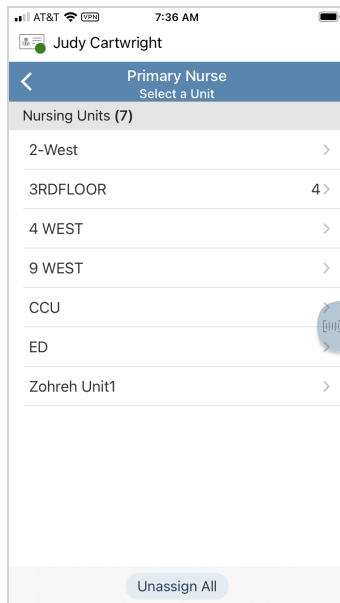 AT&T VPN 7:36 AM
Judy Cartwright
Primary Nurse
Select a Unit
Nursing Units (7)
2-West
3RDFLOOR 4
4 WEST
9 WEST
CCU
ED
Zohreh Unit1
Unassign All